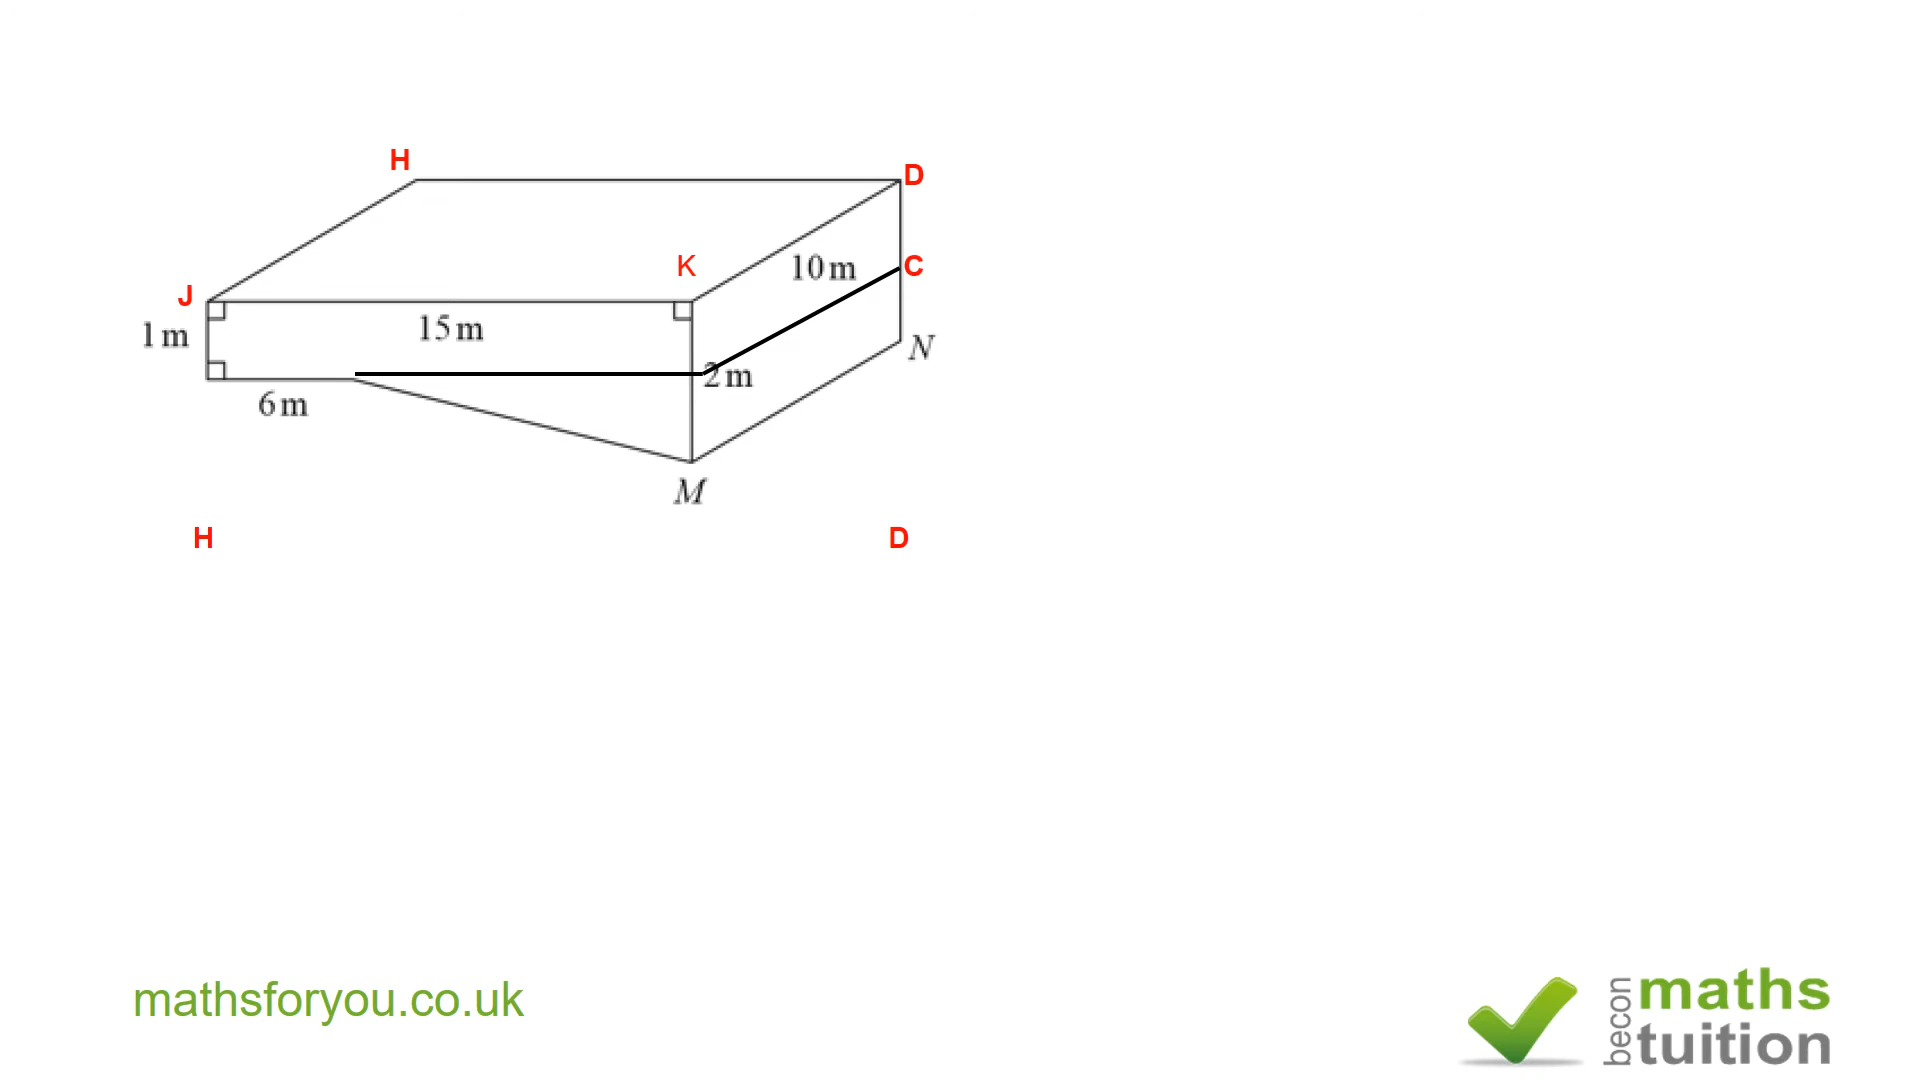 H
D
K
10 m
C
J
1 m
15 m
N
2 m
6 m
M
H
D
mathsforyou.co.uk
becon
maths
tuition